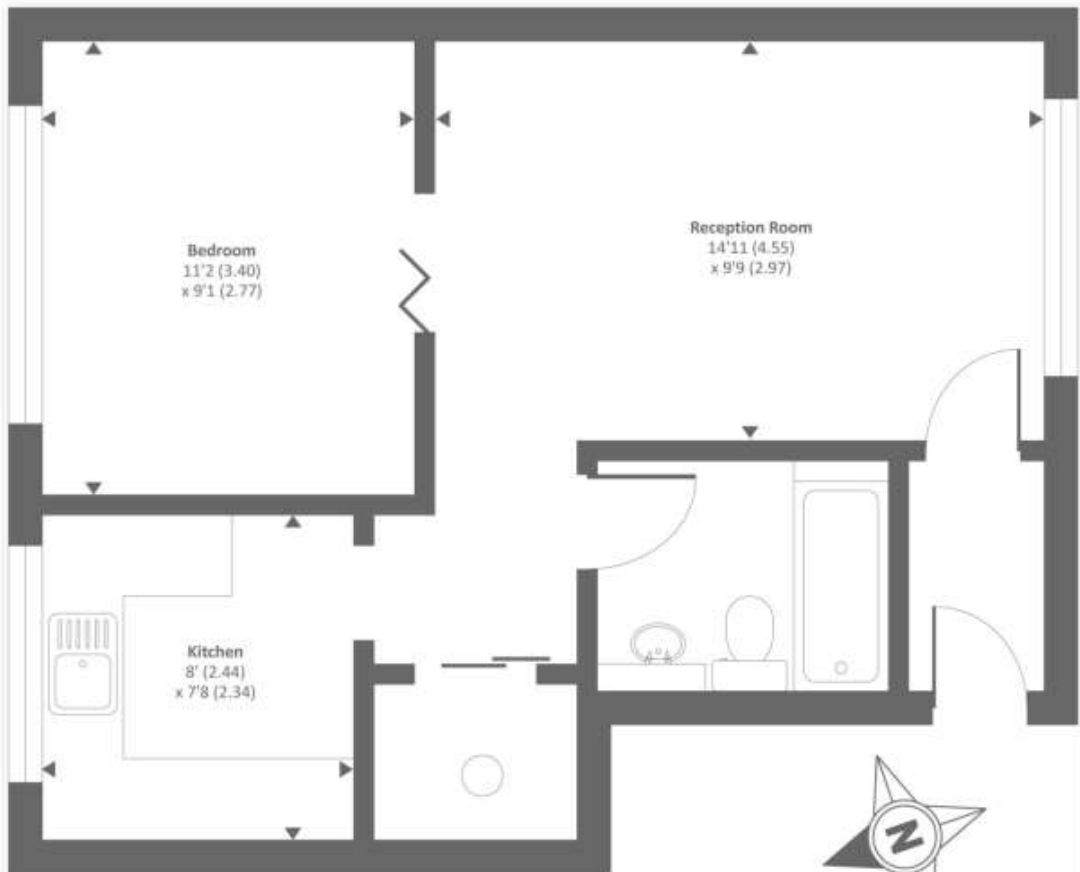 Bedroom
11'2 (3.40)
x 9'1 (2.77)
Reception Room
14'11 (4.55)
x 9'9 (2.97)
Kitchen
8' (2.44)
x 7'8 (2.34)
N